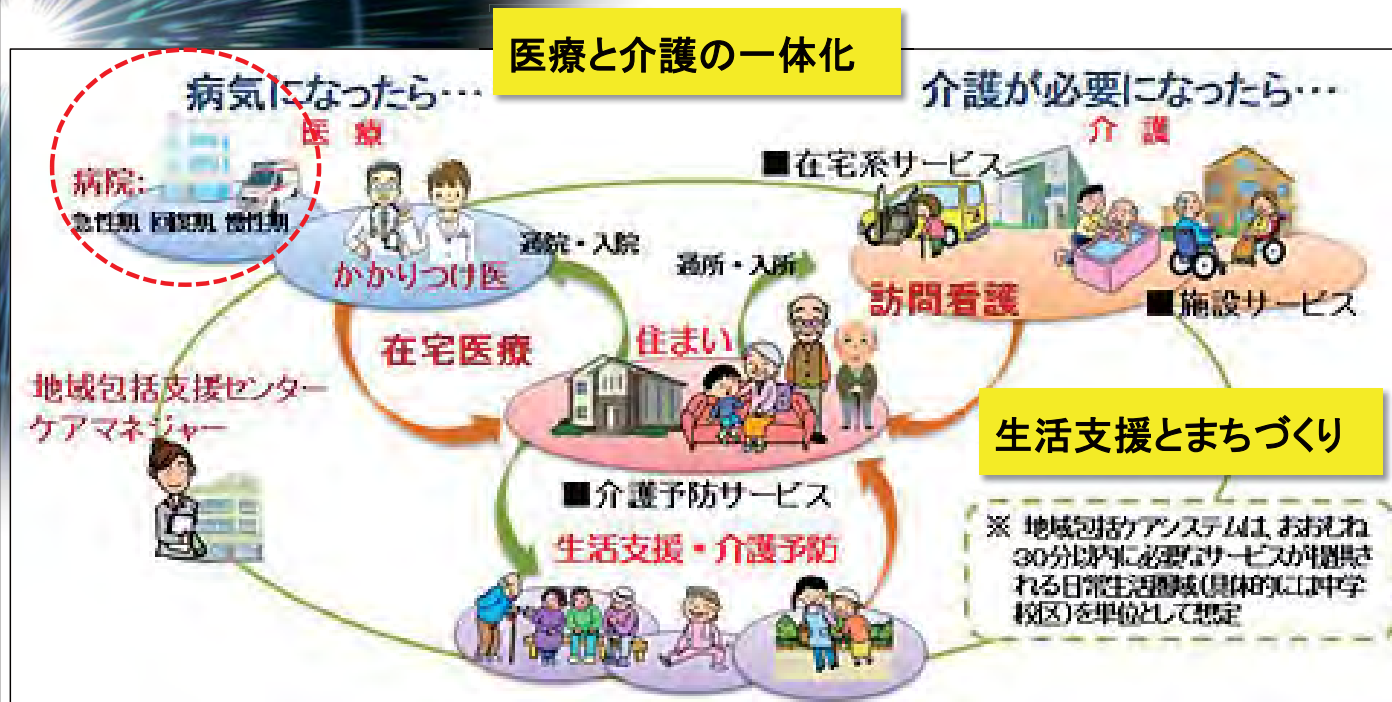 医療と介護の一体化
病気になったら…
医 療
病院:
急性期 回復期 慢性期
かかりつけ医
通院・入院
在宅医療
地域包括支援センター
ケアマネジャー
介護が必要になったら…
介 護
■在宅系サービス
通所・入所
訪問看護
■施設サービス
住まい
生活支援とまちづくり
■介護予防サービス
生活支援・介護予防
※ 地域包括ケアシステムは、おおむね
30分以内に必要なサービスが提供さ
れる日常生活圏域(具体的には中学
校区)を単位として想定